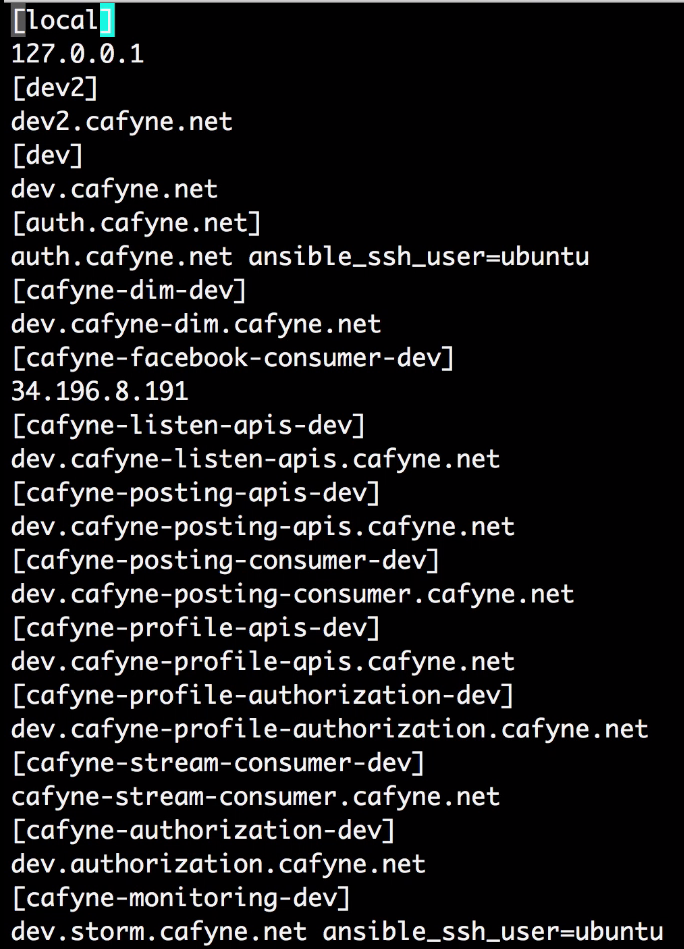 [local]
127.0.0.1
[dev2]
dev2.cafyne.net
[dev]
dev.cafyne.net
[auth.cafyne.net]
auth.cafyne.net ansible_ssh_user=ubuntu
[cafyne-dim-dev]
dev.cafyne-dim.cafyne.net
[cafyne-facebook-consumer-dev]
34.196.8.191
[cafyne-listen-apis-dev]
dev.cafyne-listen-apis.cafyne.net
[cafyne-posting-apis-dev]
dev.cafyne-posting-apis.cafyne.net
[cafyne-posting-consumer-dev]
dev.cafyne-posting-consumer.cafyne.net
[cafyne-profile-apis-dev]
dev.cafyne-profile-apis.cafyne.net
[cafyne-profile-authorization-dev]
dev.cafyne-profile-authorization.cafyne.net
[cafyne-stream-consumer-dev]
cafyne-stream-consumer.cafyne.net
[cafyne-authorization-dev]
dev.authorization.cafyne.net
[cafyne-monitoring-dev]
dev.storm.cafyne.net ansible_ssh_user=ubuntu